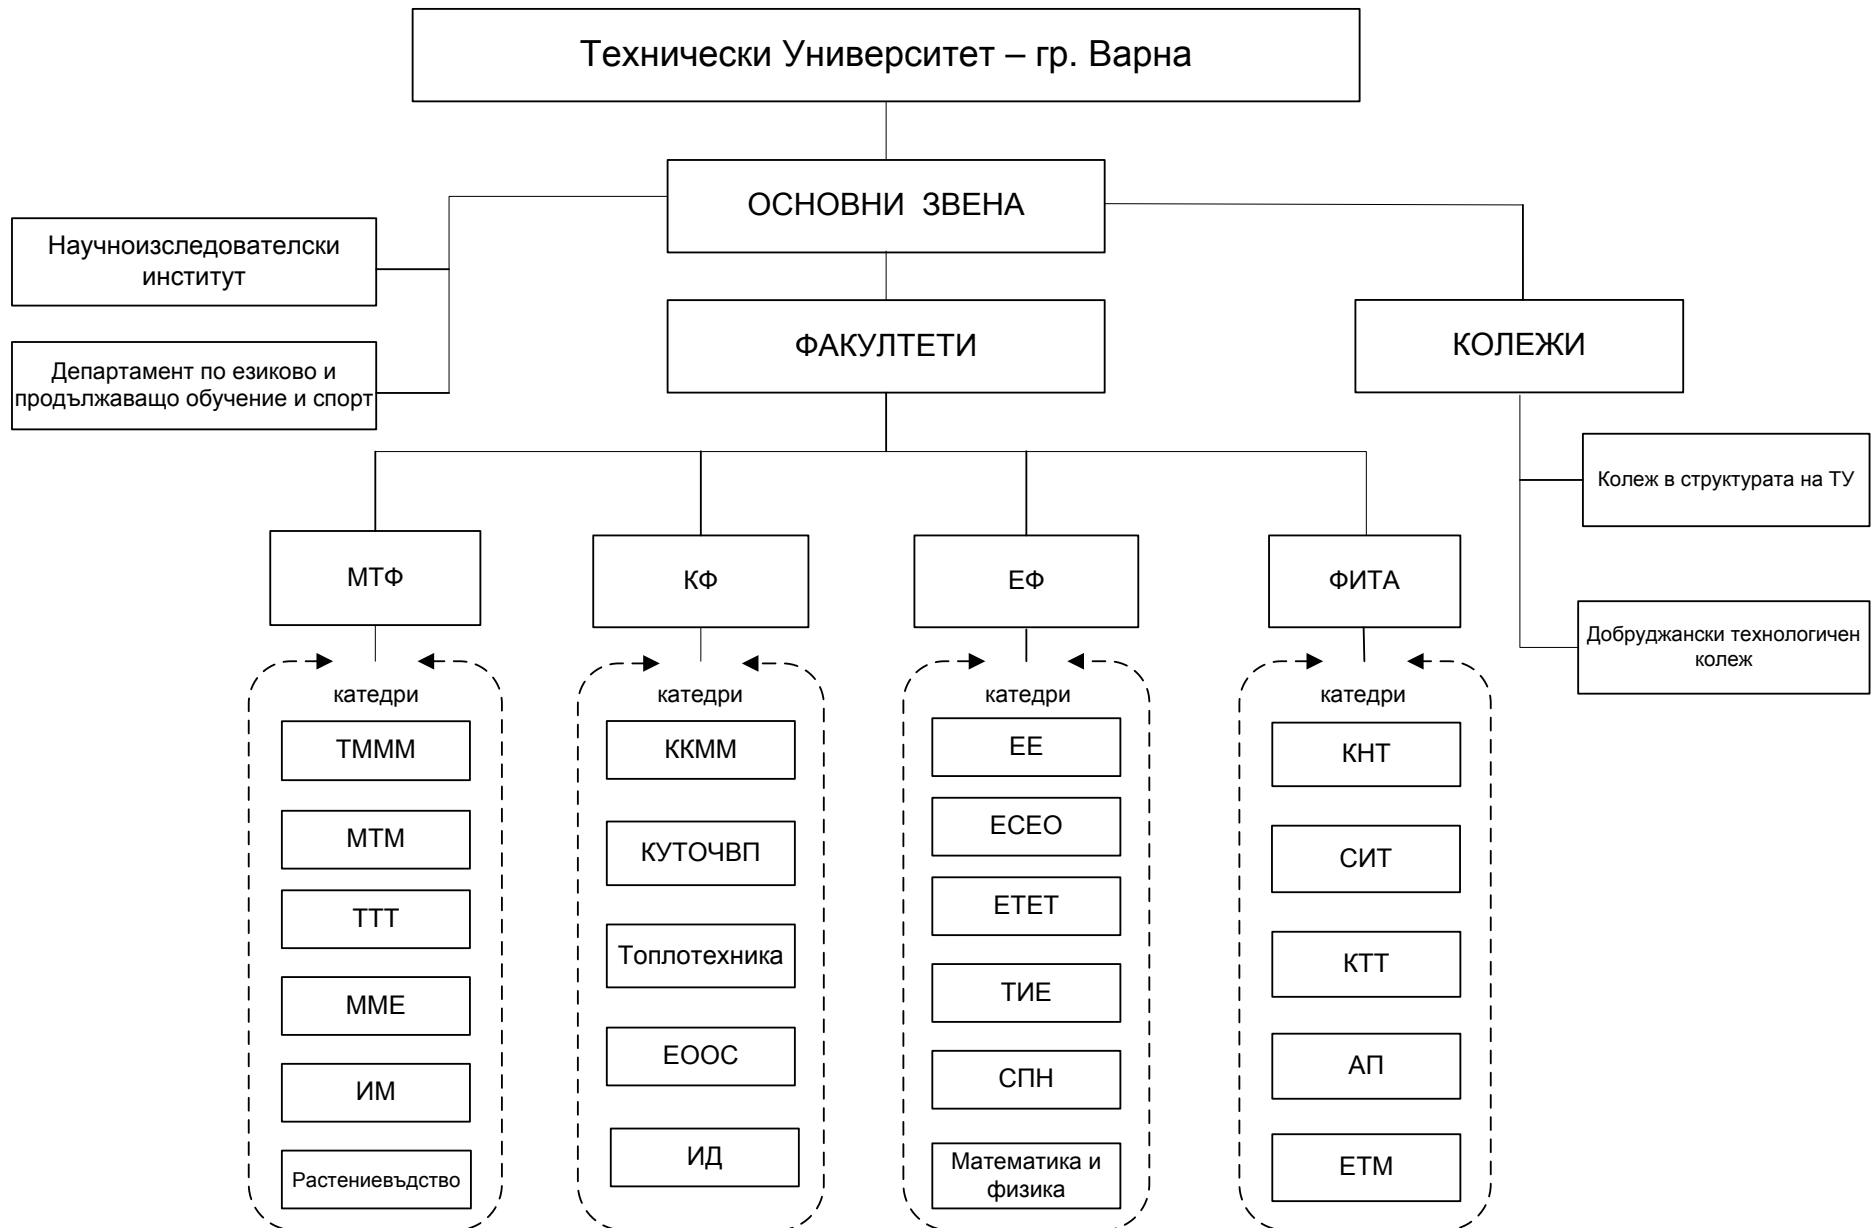 Технически Университет – гр. Варна
ОСНОВНИ ЗВЕНА
Научноизследователски
институт
Департамент по езиково и
продължаващо обучение и спорт
ФАКУЛТЕТИ
КОЛЕЖИ
Колеж в структурата на ТУ
Добруджански технологичен
колеж
МТФ
КФ
ЕФ
ФИТА
катедри
ТМММ
МТМ
ТТТ
ММЕ
ИМ
Растениевъдство
катедри
ККММ
КУТОЧВП
Топлотехника
ЕООС
ИД
катедри
ЕЕ
ЕСЕО
ЕТЕТ
ТИЕ
СПН
Математика и
физика
катедри
КНТ
СИТ
КТТ
АП
ЕТМ